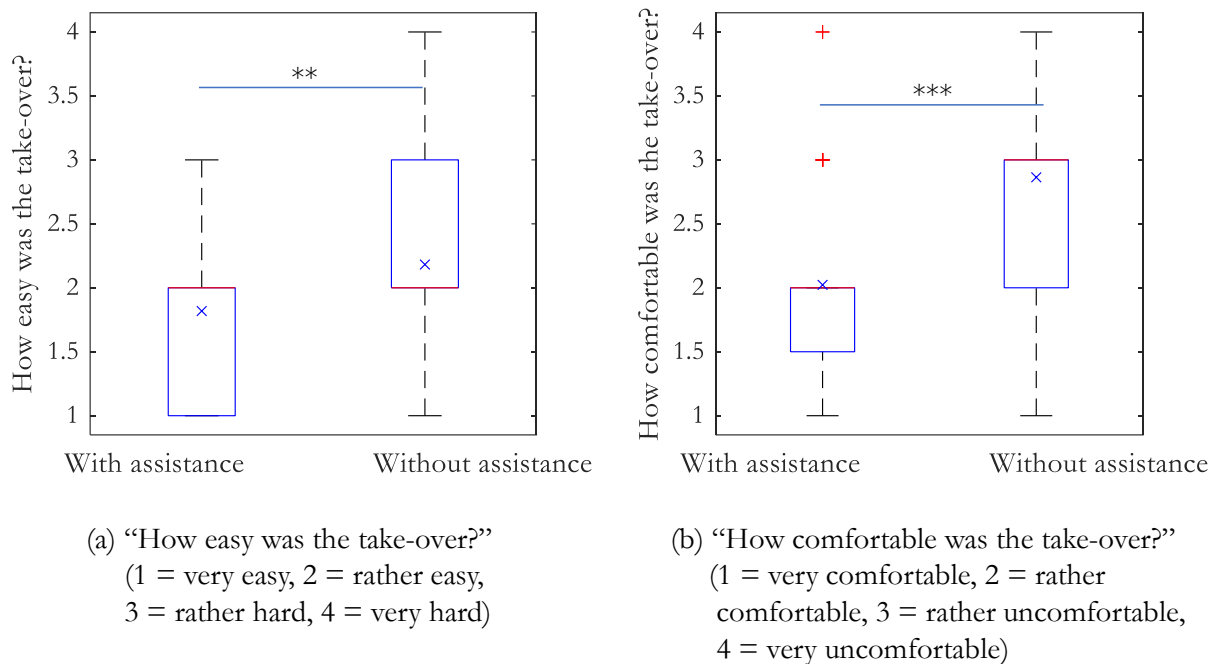 How easy was the take-over?
4
3.5
3
2.5
2
1.5
1
**
With assistance
Without assistance
How comfortable was the take-over?
4
3.5
3
2.5
2
1.5
1
***
With assistance
Without assistance
(a) “How easy was the take-over?”
(1 = very easy, 2 = rather easy,
3 = rather hard, 4 = very hard)
(b) “How comfortable was the take-over?”
(1 = very comfortable, 2 = rather
comfortable, 3 = rather uncomfortable,
4 = very uncomfortable)